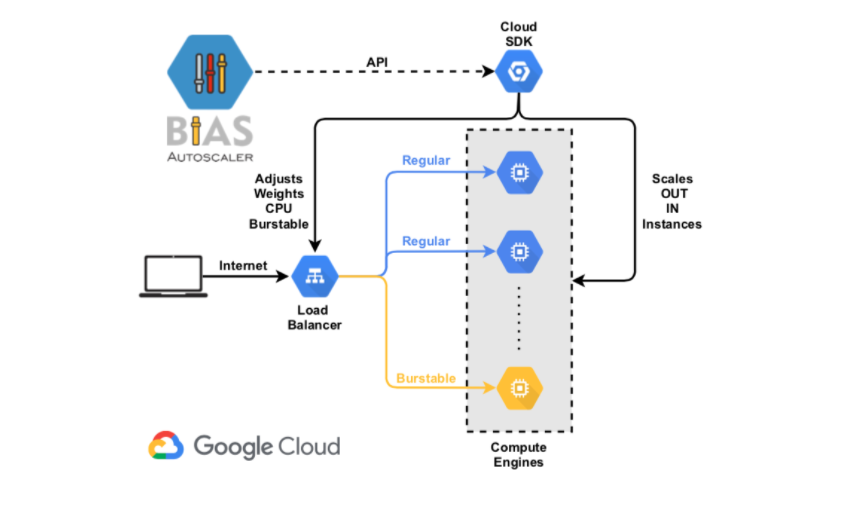 Cloud
SDK
API
BIAS
AUTOSCALER
Regular
Adjusts
Weights
CPU
Burstable
Scales
OUT
IN
Instances
Regular
Internet
Load
Balancer
Burstable
Google Cloud
Compute
Engines